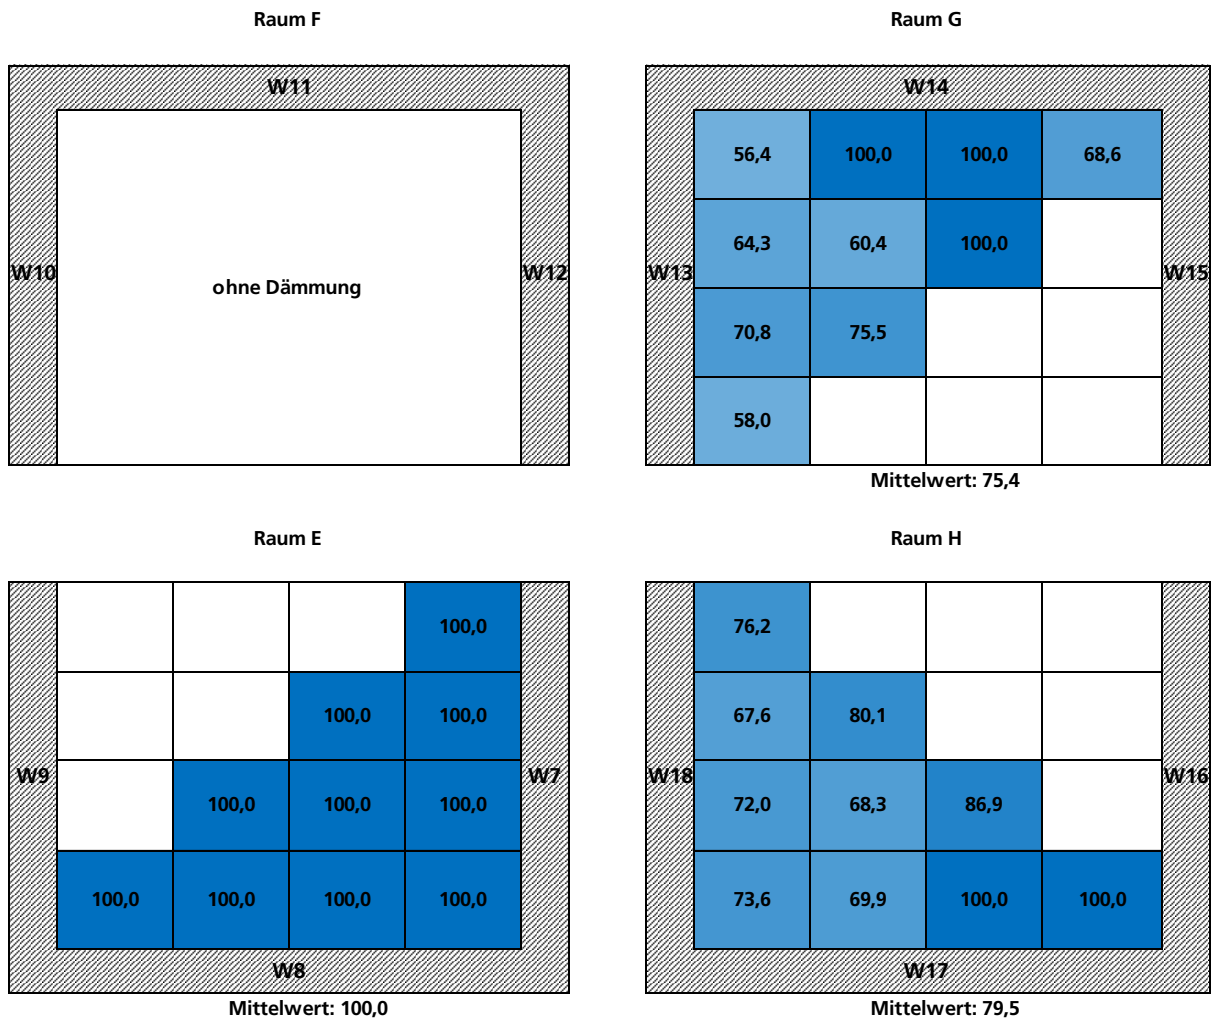 Raum F
W11
W10
ohne Dämmung
W12
Raum G
W14
56,4 100,0 100,0 68,6
64,3 60,4 100,0
W13
W15
70,8 75,5
58,0
Mittelwert: 75,4
Raum E
100,0
100,0 100,0
W9
W7
100,0 100,0 100,0
100,0 100,0 100,0 100,0
W8
Mittelwert: 100,0
Raum H
76,2
67,6 80,1
W18
W16
72,0 68,3 86,9
73,6 69,9 100,0 100,0
W17
Mittelwert: 79,5